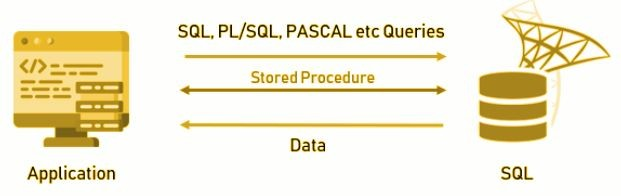 SQL, PL/SQL, PASCAL etc Queries
</>
Stored Procedure
Data
Application
SQL